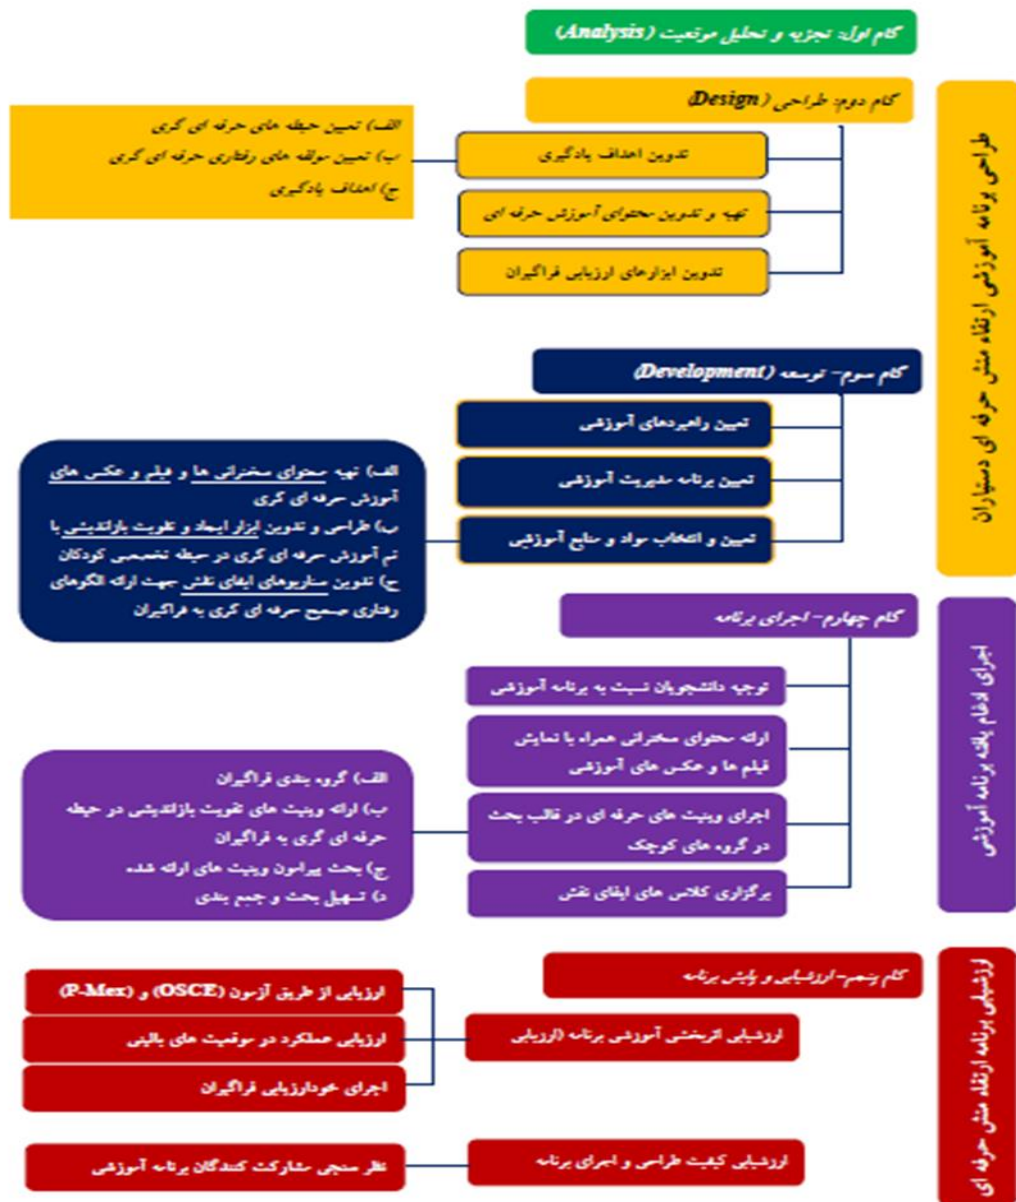 کام اول: تجزیه و تحلیل موقعیت (Analysis)
طراحی برنامه آموزشی ارتقاء منش حرفه ای دستیاران
کام دوم: طراحی (Design)
تدوین اهداف یادگیری
الف) تعیین حیطه های حرفه ای گری
ب) تعیین مولفه های رفتاری حرفه ای گری
ج) اهداف یادگیری
تهیه و تدوین محتوای آموزش حرفه ای
تدوین ابزارهای ارزیابی فراگیران
کام سوم- توسعه (Development)
تعیین راهبردهای آموزشی
تعیین برنامه مدیریت آموزشی
تعیین و انتخاب مواد و منابع آموزشی
الف) تهیه محتوای سخنرانی ها و فیلم و عکس های
آموزش حرفه ای گری
ب) طراحی و تدوین ابزار ایجاد و تقویت بازاندیشی با
تم آموزش حرفه ای گری در حیطه تخصصی کودکان
ج) تدوین سناریوهای ایفای نقش جهت ارائه الگوهای
رفتاری صحیح حرفه ای گری به فراگیران
اجرای ادغام یافته برنامه آموزشی
کام چهارم- اجرای برنامه
توجیه دانشجویان نسبت به برنامه آموزشی
ارائه محتوای سخنرانی همراه با نمایش
فیلم ها و عکس های آموزشی
اجرای وینیت های حرفه ای در قالب بحث
در گروه های کوچک
برگزاری کلاس های ایفای نقش
الف) گروه بندی فراگیران
ب) ارائه وینیت های تقویت بازاندیشی در حیطه
حرفه ای گری به فراگیران
ج) بحث پیرامون وینیت های ارائه شده
د) تسهیل بحث و جمع بندی
ارزشیابی برنامه ارتقاء منش حرفه ای
کام پنجم- ارزشیابی و پایش برنامه
ارزشیابی اثربخشی آموزشی برنامه (ارزیابی
ارزیابی از طریق آزمون (OSCE) و (P-Mex)
ارزیابی عملکرد در موقعیت های بالینی
اجرای خودارزیابی فراگیران
ارزشیابی کیفیت طراحی و اجرای برنامه
نظر سنجی مشارکت کنندگان برنامه آموزشی